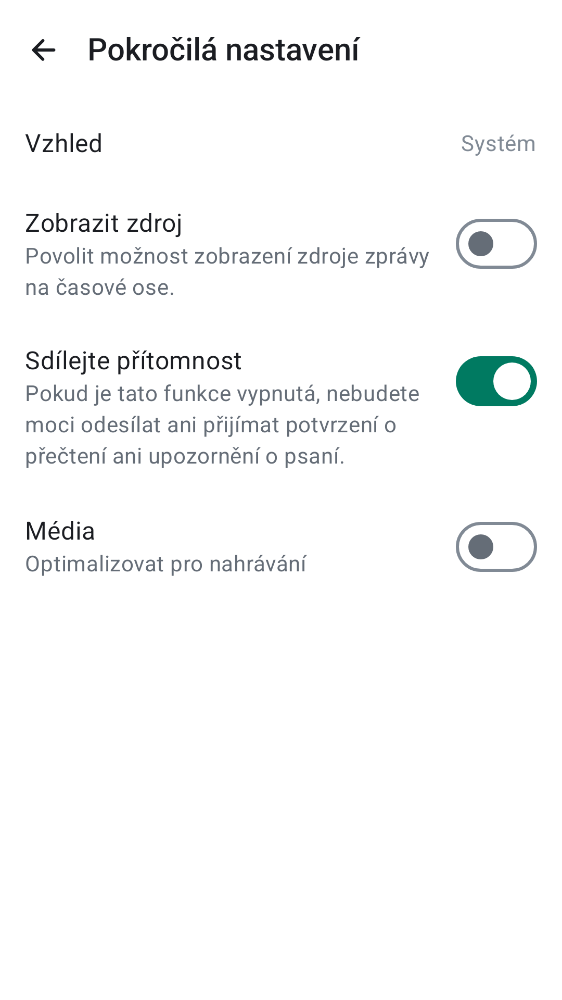 Pokročilá nastavení
Vzhled
Systém
Zobrazit zdroj
Povolit možnost zobrazení zdroje zprávy
na časové ose.
Sdílejte přítomnost
Pokud je tato funkce vypnutá, nebudete
moci odesílat ani přijímat potvrzení o
přečtení ani upozornění o psaní.
Média
Optimalizovat pro nahrávání